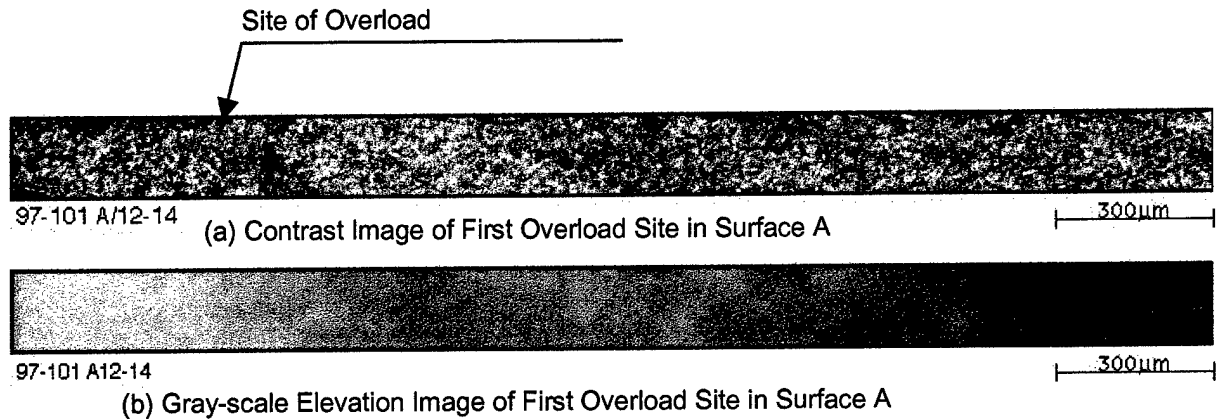 Site of Overload
97-101 A/12-14
300µm
(a) Contrast Image of First Overload Site in Surface A
97-101 A12-14
300µm
(b) Gray-scale Elevation Image of First Overload Site in Surface A